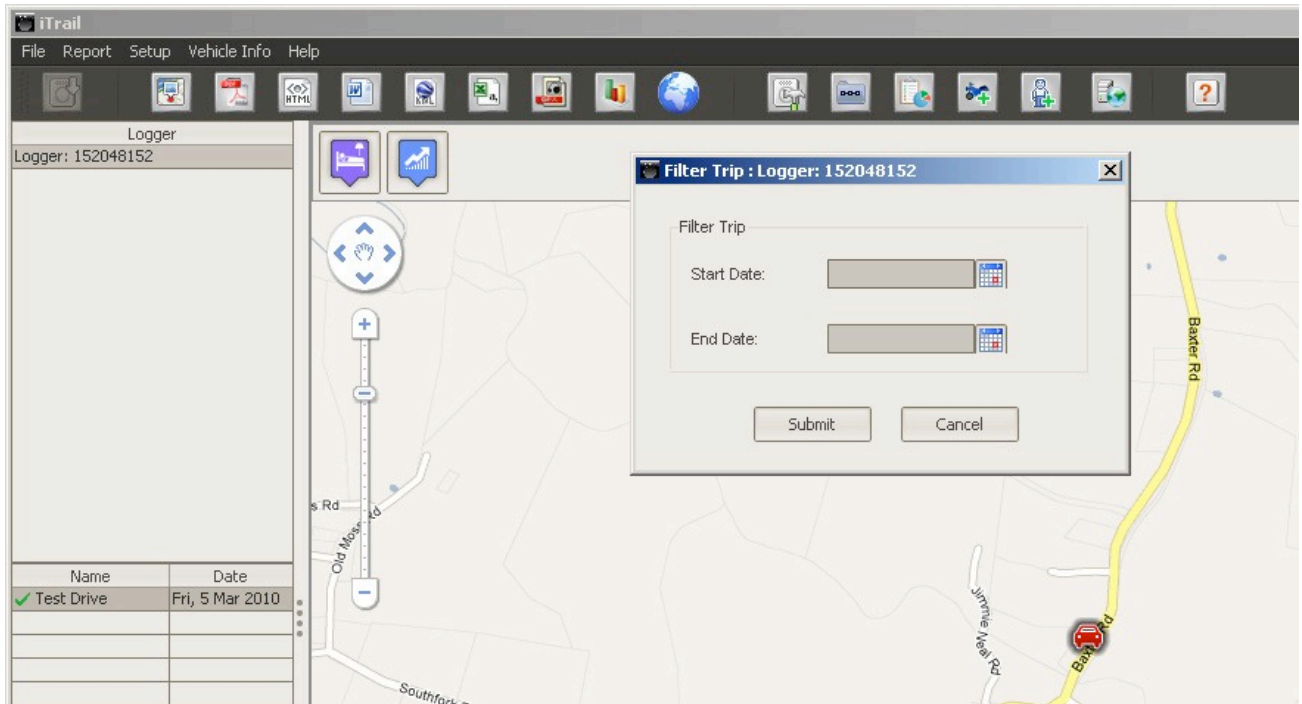 iTrail
File Report Setup Vehicle Info Help
HTML
Logger
Logger: 152048152
Filter Trip : Logger: 152048152
Filter Trip
Start Date:
End Date:
Submit Cancel
Baxter Rd
s Rd
Old Moss Rd
Name Date
Test Drive Fri, 5 Mar 2010
Jimmie Neal Rd
Baxter Rd
Southfork